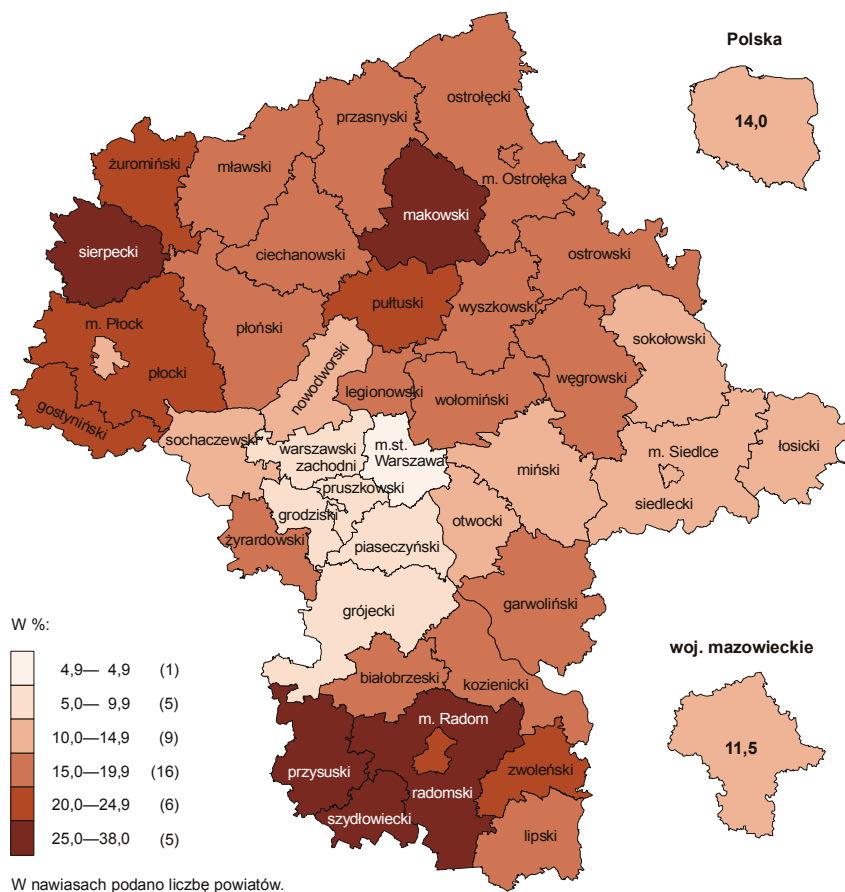 Polska
14,0
ostrołęcki
przasnyski
żuromiński
mławski
m. Ostrołęka
makowski
sierpecki
ciechanowski
ostrowski
pułtuski
wyszkowski
m. Płock
płoński
sokołowski
nowodworski
płocki
legionowski
wołomiński
węgrowski
gostyniński
sochaczewski
warszawski
zachodni
m.st.
Warszawa
m. Siedlce
łosicki
miński
pruszkowski
siedlecki
grodziski
otwocki
żyrardowski
piaseczyński
grójecki
garwoliński
W %:
4,9— 4,9 (1)
5,0— 9,9 (5)
10,0—14,9 (9)
15,0—19,9 (16)
20,0—24,9 (6)
25,0—38,0 (5)
woj. mazowieckie
11,5
białobrzeski
kozienicki
m. Radom
przysuski
zwoleński
radomski
szydłowiecki
lipski
W nawiasach podano liczbę powiatów.